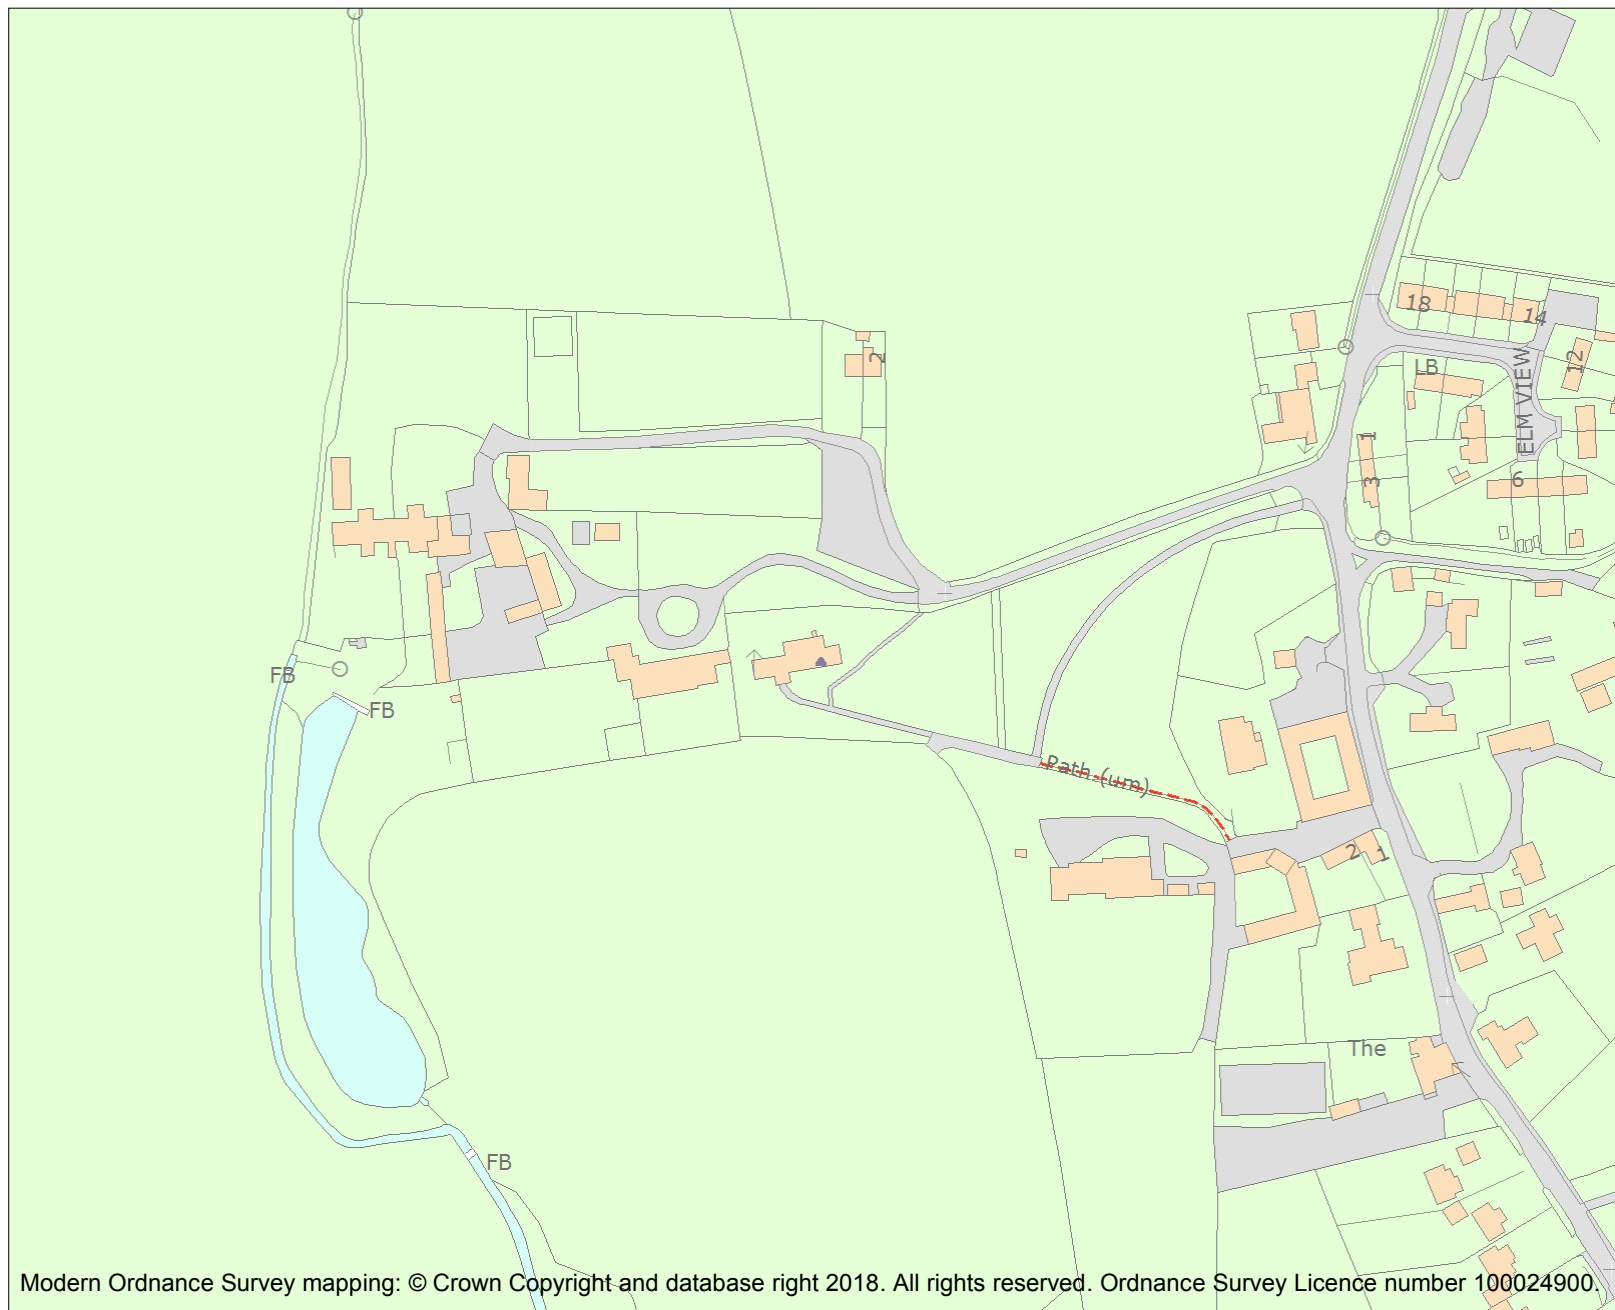 18
14
2
LB
12
ELM VIEW
1
3
6
FB
FB
Path (um)
2
1
The
FB
Modern Ordnance Survey mapping: © Crown Copyright and database right 2018. All rights reserved. Ordnance Survey Licence number 100024900.